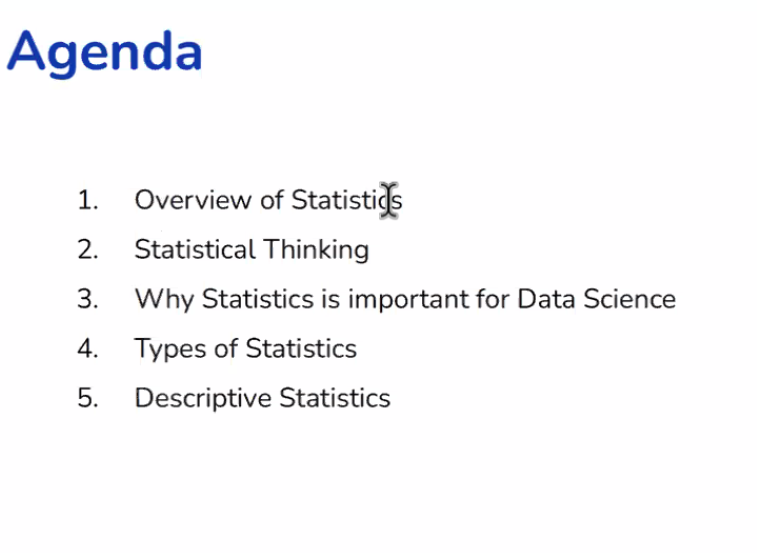 Agenda
1. Overview of Statistics
2. Statistical Thinking
3. Why Statistics is important for Data Science
4. Types of Statistics
5. Descriptive Statistics